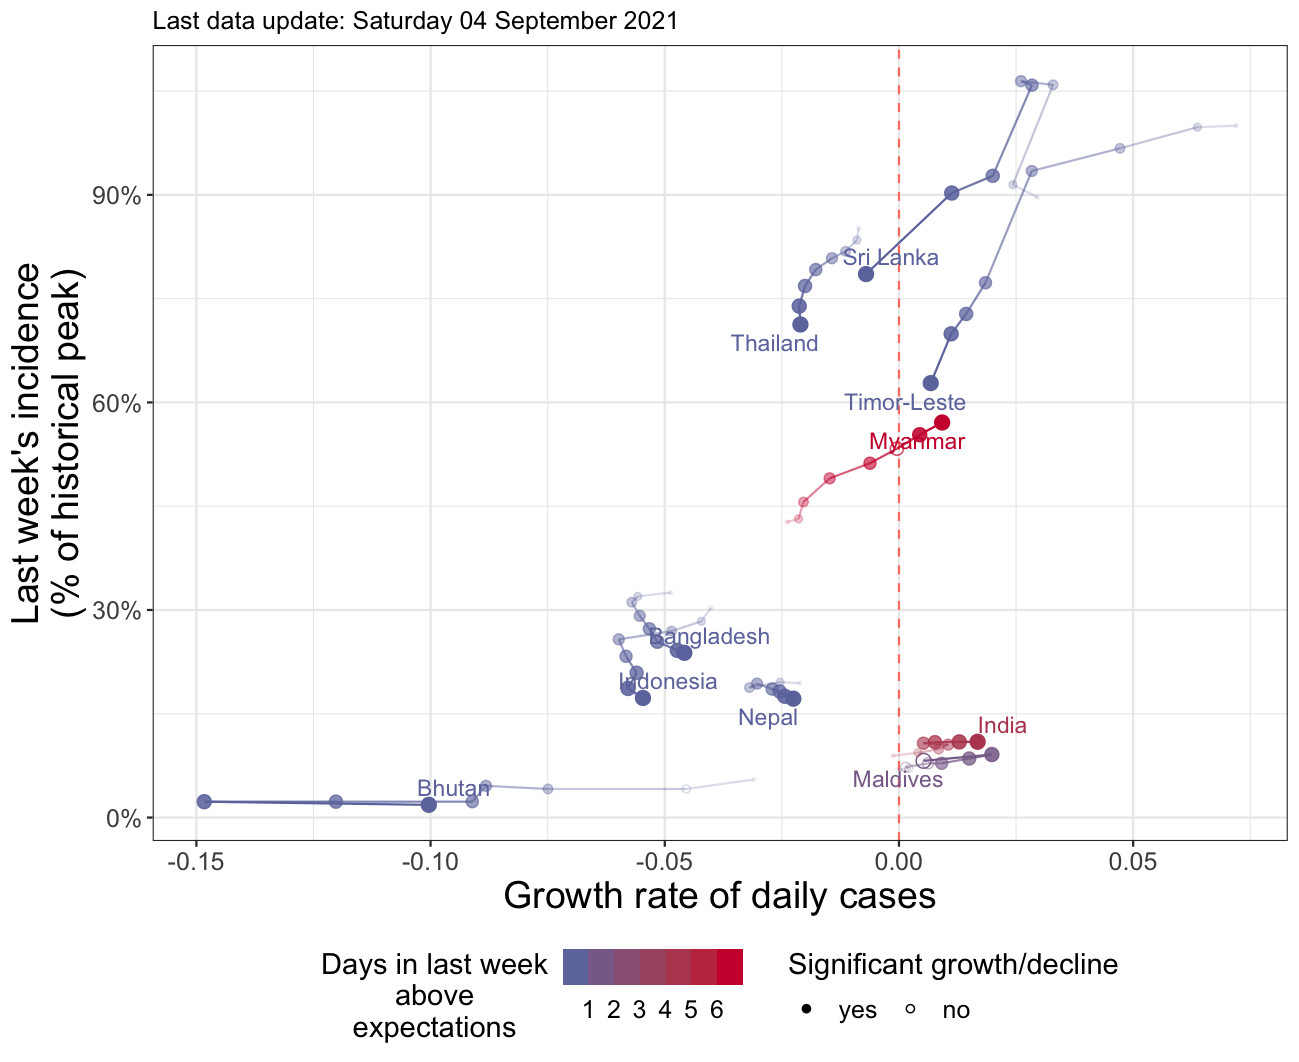 Last data update: Saturday 04 September 2021
Last week's incidence
(% of historical peak)
90%
60%
30%
0%
Sri Lanka
Thailand
Timor-Leste
Myanmar
Bangladesh
Indonesia
Nepal
India
Maldives
Bhutan
-0.15 -0.10 -0.05 0.00 0.05
Growth rate of daily cases
Days in last week
above
expectations
1 2 3 4 5 6
Significant growth/decline
yes no